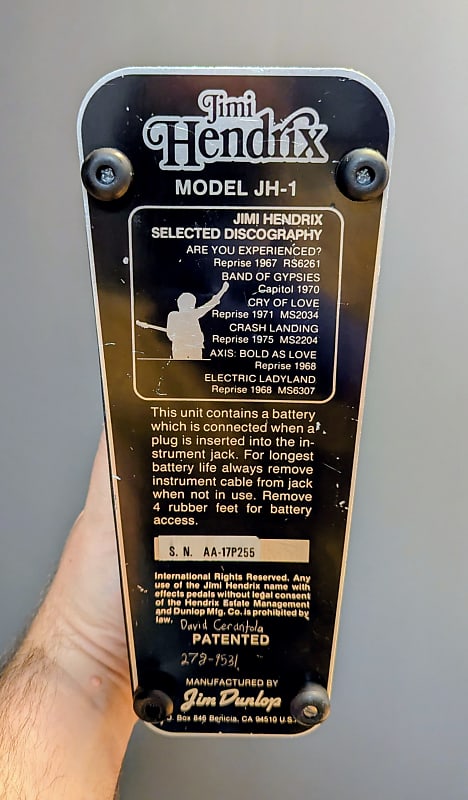 Jimi
Hendrix
MODEL JH-1
JIMI HENDRIX
SELECTED DISCOGRAPHY
ARE YOU EXPERIENCED?
Reprise 1967 RS6261
BAND OF GYPSIES
Capitol 1970
CRY OF LOVE
Reprise 1971 MS2034
CRASH LANDING
Reprise 1975 MS2204
AXIS: BOLD AS LOVE
Reprise 1968
ELECTRIC LADYLAND
Reprise 1968 MS6307
This unit contains a battery
which is connected when a
plug is inserted into the in-
strument jack. For longest
battery life always remove
instrument cable from jack
when not in use. Remove
4 rubber feet for battery
access.
S. N. AA-17P255
International Rights Reserved. Any
use of the Jimi Hendrix name with
effects pedals without legal consent
of the Hendrix Estate Management
and Dunlop Mfg. Co. is prohibited by
law.
David Cerantola
PATENTED
273-9531
MANUFACTURED BY
Jim Dunlop
Box 846 Benicia, CA 94510 U.S.